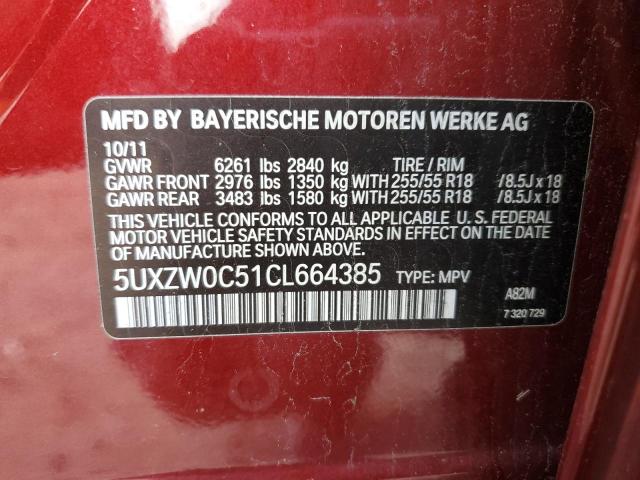 MFD BY BAYERISCHE MOTOREN WERKE AG
10/11
GVWR 6261 lbs 2840 kg TIRE / RIM
GAWR FRONT 2976 lbs 1350 kg WITH 255/55 R18 /8.5J x 18
GAWR REAR 3483 lbs 1580 kg WITH 255/55 R18 /8.5J x 18
THIS VEHICLE CONFORMS TO ALL APPLICABLE U.S. FEDERAL
MOTOR VEHICLE SAFETY STANDARDS IN EFFECT ON THE DATE
OF MANUFACTURE SHOWN ABOVE.
5UXZW0C51CL664385 TYPE: MPV
A82M
7 320 729